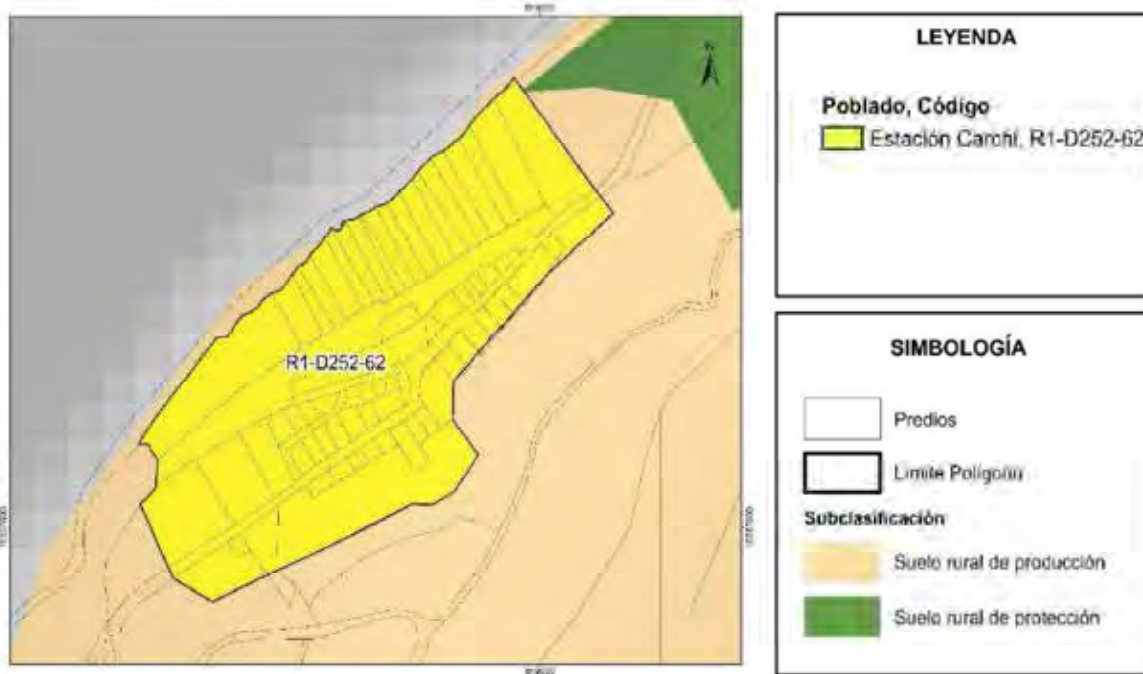 N
R1-D252-62
LEYENDA
Poblado, Código
Estación Carchi, R1-D252-62
SIMBOLOGÍA
Predios
Límite Polígono
Subclasificación
Suelo rural de producción
Suelo rural de protección